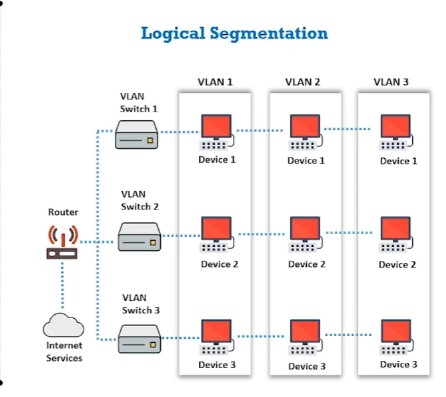 Logical Segmentation
VLAN 1
VLAN 2
VLAN 3
VLAN
Switch 1
Device 1
Device 1
Device 1
VLAN
Switch 2
Router
Device 2
Device 2
Device 2
VLAN
Switch 3
Internet
Services
Device 3
Device 3
Device 3